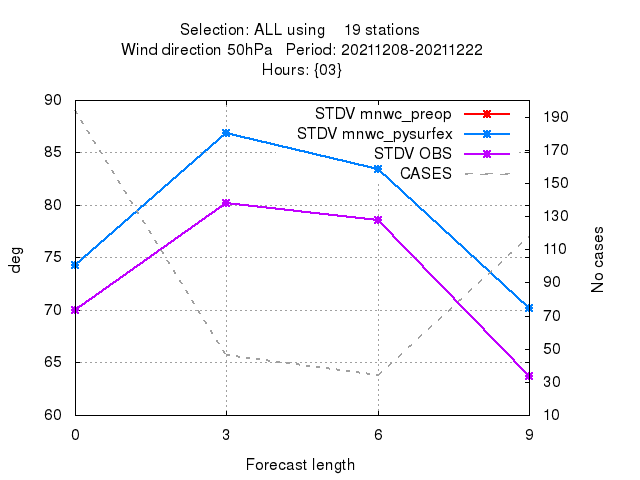 Selection: ALL using 19 stations
Wind direction 50hPa Period: 20211208-20211222
Hours: {03}
STDV mnwc_preop
STDV mnwc_pysurfex
STDV OBS
CASES
90
85
80
75
70
65
60
deg
190
170
150
130
110
90
70
50
30
10
No cases
0 3 6 9
Forecast length